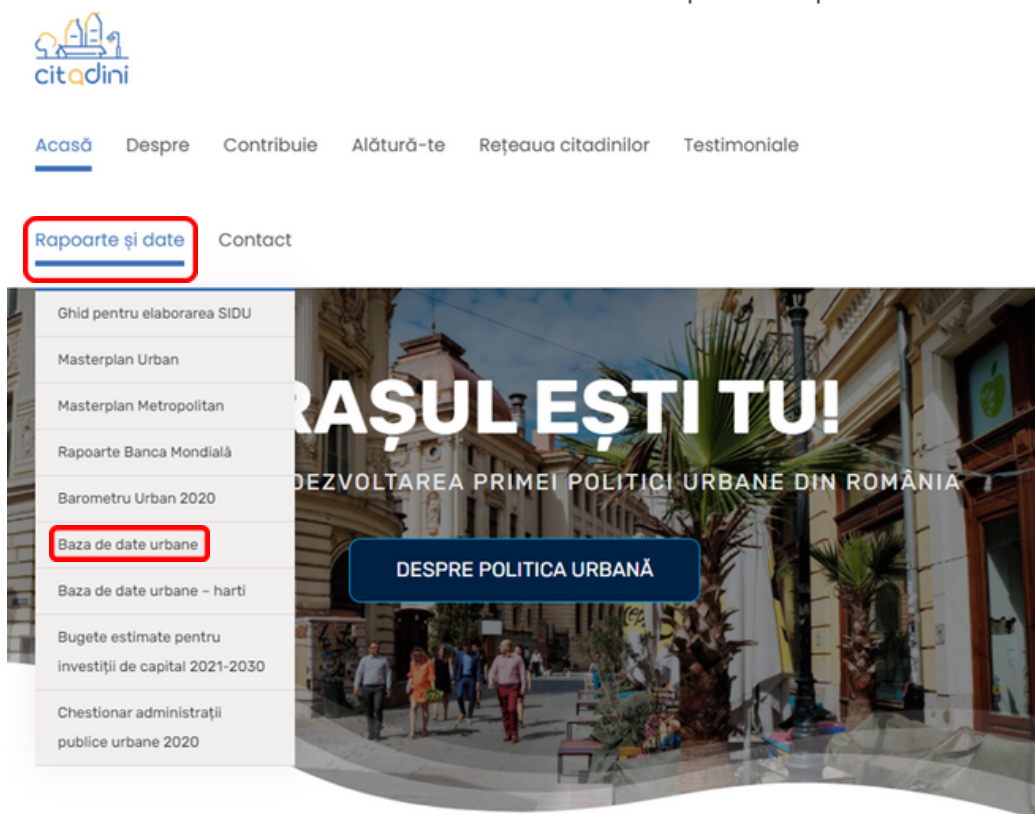 citadini
Acasă Despre Contribuie Alătură-te Rețeaua citadinilor Testimoniale
Rapoarte și date Contact
Ghid pentru elaborarea SIDU
Masterplan Urban
Masterplan Metropolitan
Rapoarte Banca Mondială
Barometru Urban 2020
Baza de date urbane
Baza de date urbane – harti
Bugete estimate pentru
investiții de capital 2021-2030
Chestionar administrații
publice urbane 2020
RAȘUL EȘTI TU!
DEZVOLTAREA PRIMEI POLITICI URBANE DIN ROMÂNIA
DESPRE POLITICA URBANĂ